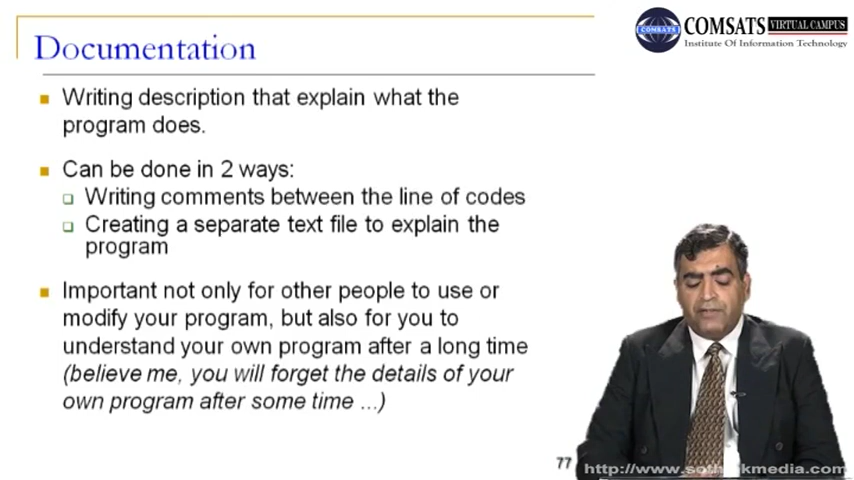 Documentation
COMSATS VIRTUAL CAMPUS
COMSATS
Institute Of Information Technology
Writing description that explain what the
program does.
Can be done in 2 ways:
Writing comments between the line of codes
Creating a separate text file to explain the
program
Important not only for other people to use or
modify your program, but also for you to
understand your own program after a long time
(believe me, you will forget the details of your
own program after some time ...)
77
http://www.sothinkmedia.com